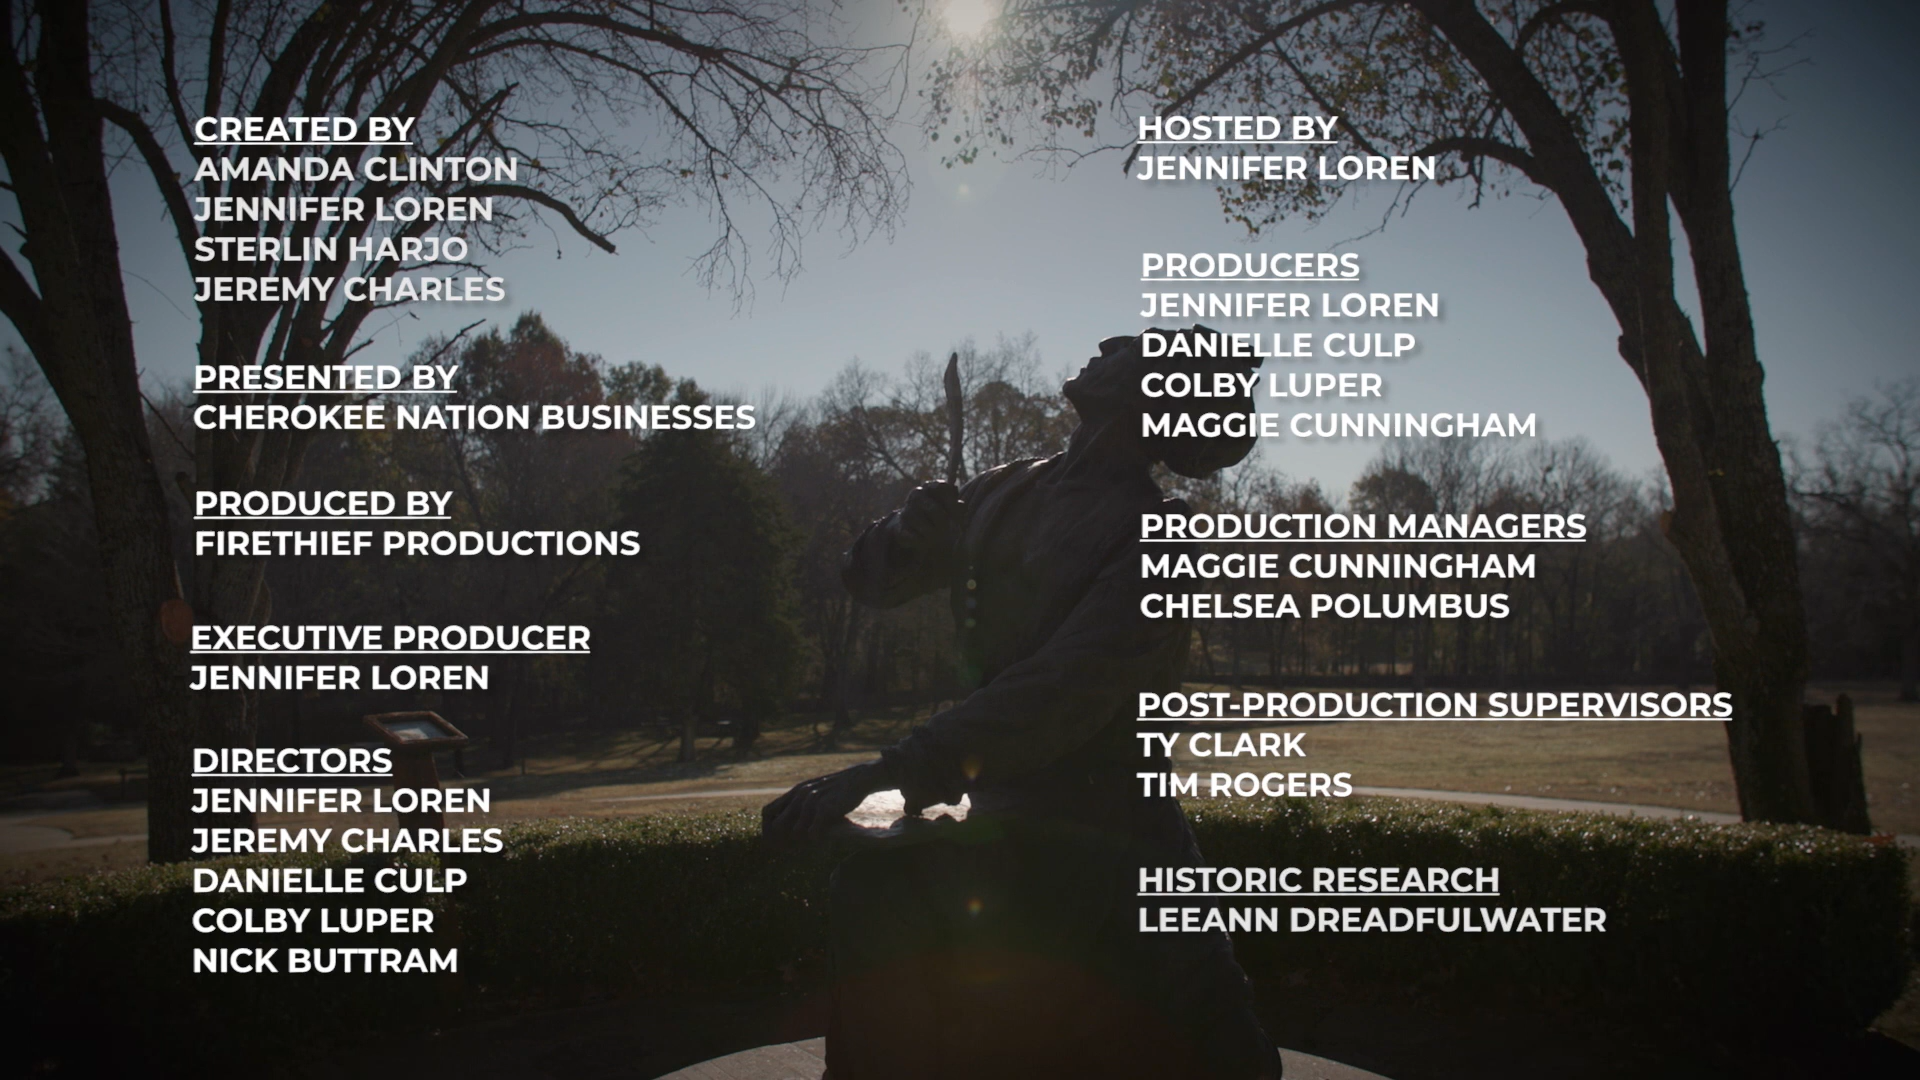 CREATED BY
AMANDA CLINTON
JENNIFER LOREN
STERLIN HARJO
JEREMY CHARLES
PRESENTED BY
CHEROKEE NATION BUSINESSES
PRODUCED BY
FIRETHIEF PRODUCTIONS
EXECUTIVE PRODUCER
JENNIFER LOREN
DIRECTORS
JENNIFER LOREN
JEREMY CHARLES
DANIELLE CULP
COLBY LUPER
NICK BUTTRAM
HOSTED BY
JENNIFER LOREN
PRODUCERS
JENNIFER LOREN
DANIELLE CULP
COLBY LUPER
MAGGIE CUNNINGHAM
PRODUCTION MANAGERS
MAGGIE CUNNINGHAM
CHELSEA POLUMBUS
POST-PRODUCTION SUPERVISORS
TY CLARK
TIM ROGERS
HISTORIC RESEARCH
LEEANN DREADFULWATER